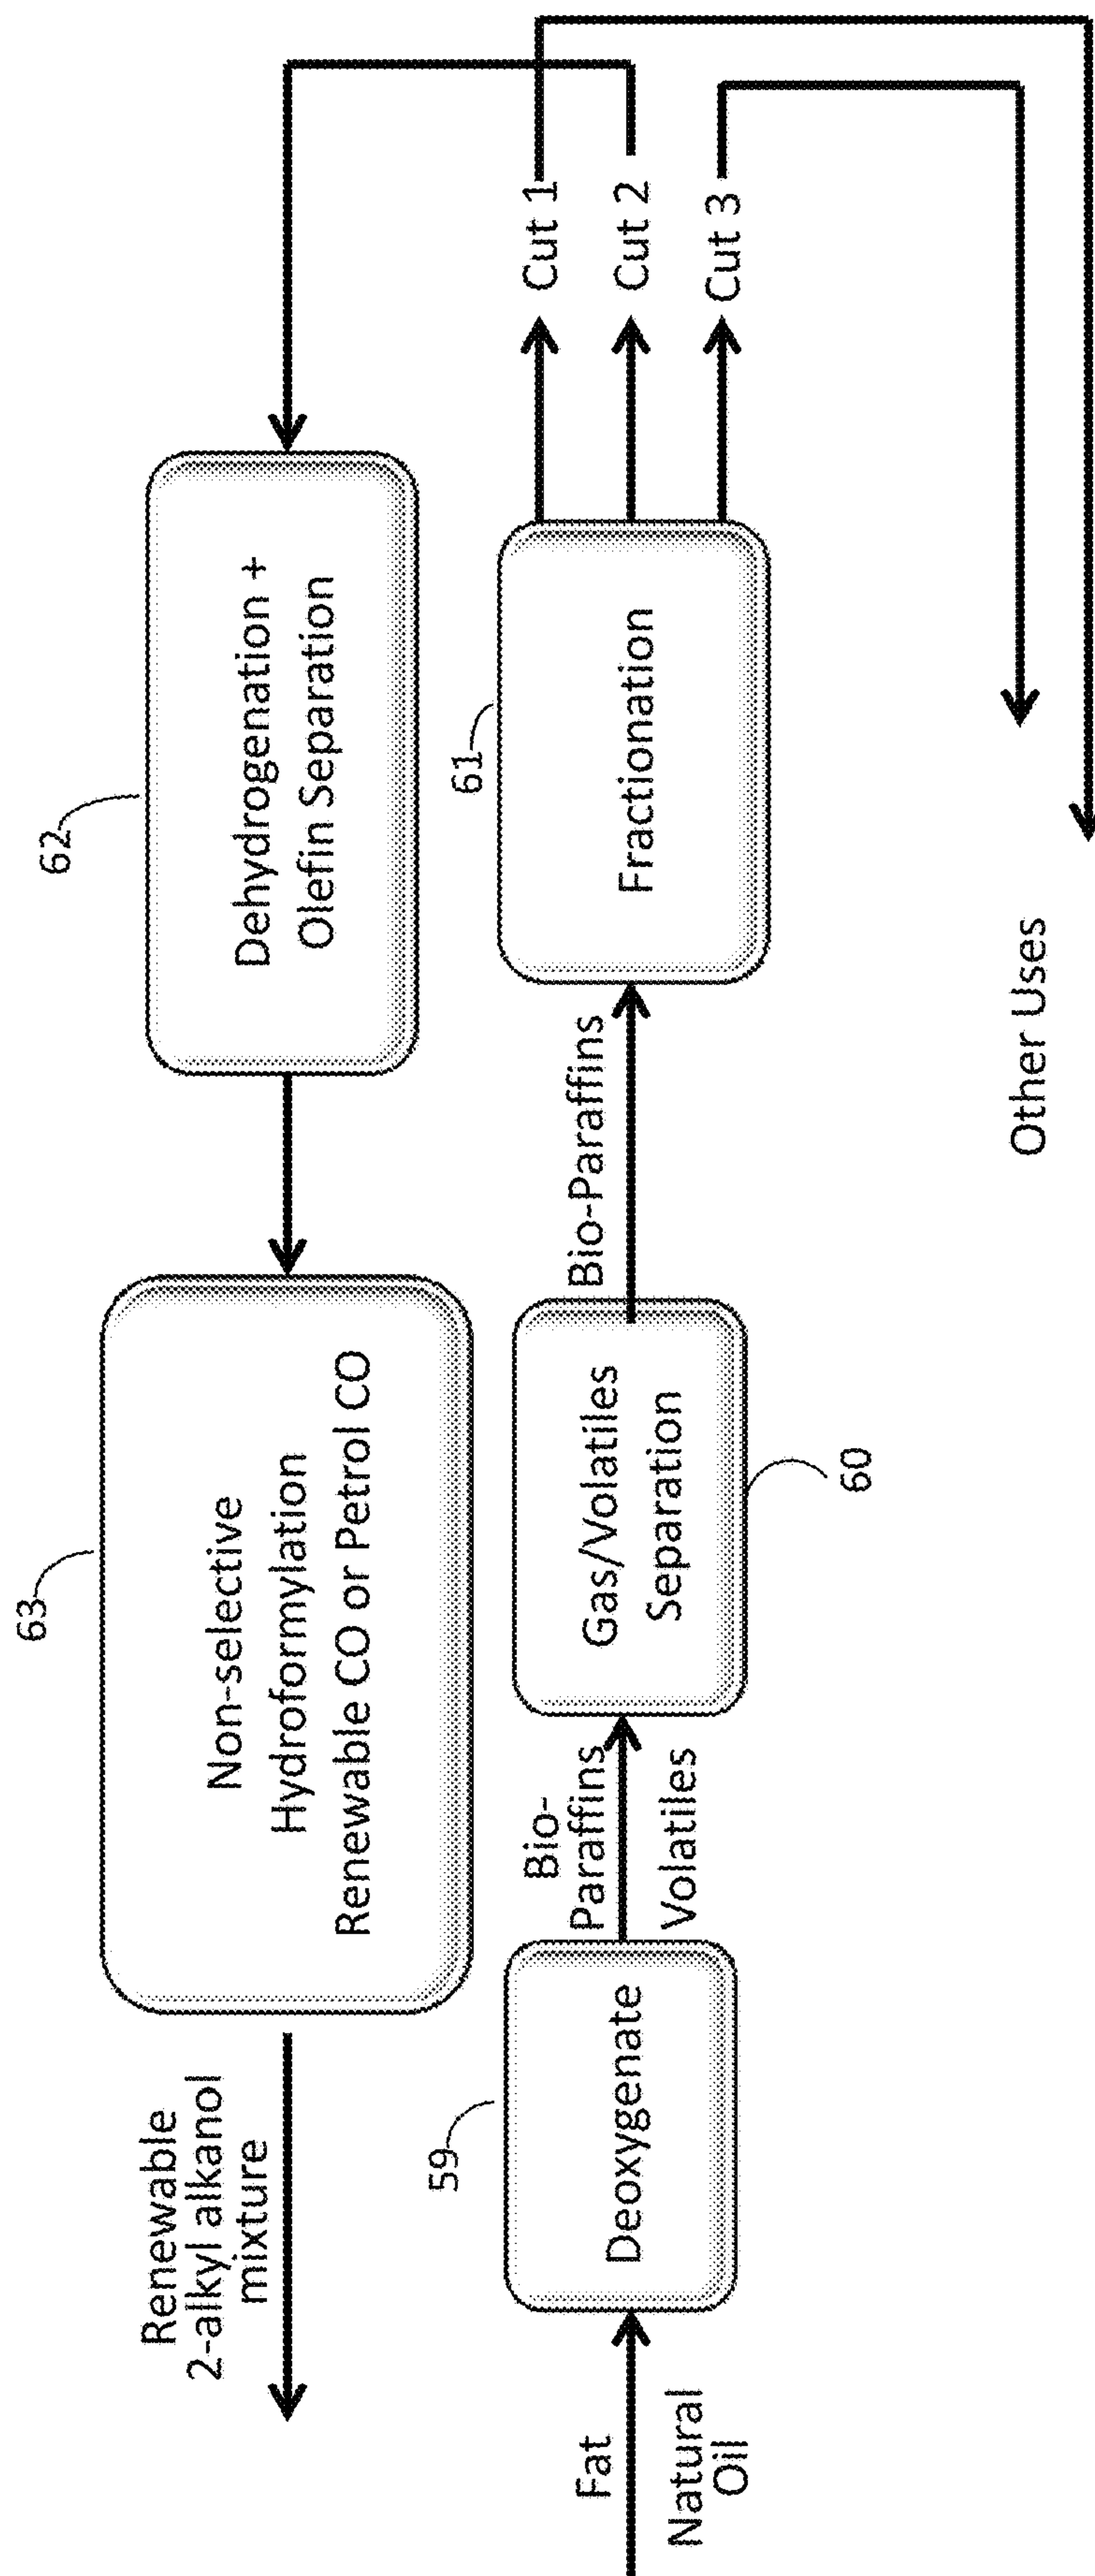 63
Non-selective
Hydroformylation
Renewable CO or Petrol CO
62
Dehydrogenation +
Olefin Separation
Renewable
2-alkyl alkanol
mixture
Fat
Natural
Oil
59
Deoxygenate
Bio-
Paraffins
Volatiles
Gas/Volatiles
Separation
60
Bio-Paraffins
61
Fractionation
Cut 1
Cut 2
Cut 3
Other Uses